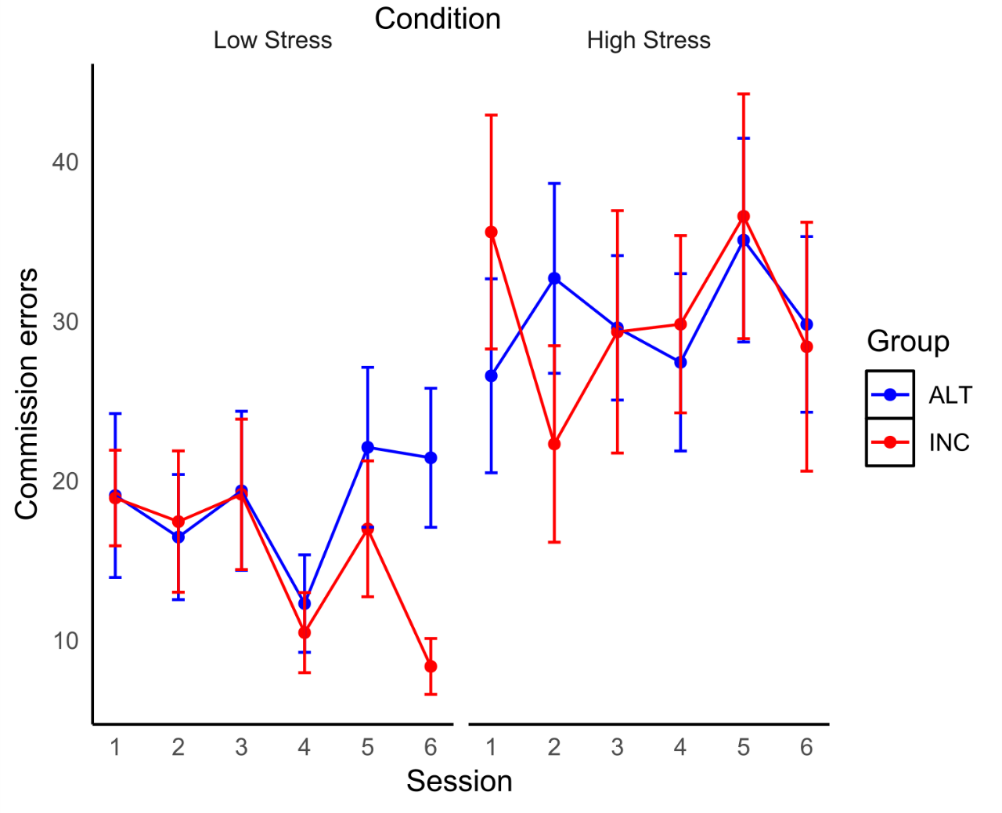 Condition
Low Stress High Stress
Commission errors
40
30
20
10
1 2 3 4 5 6 1 2 3 4 5 6
Session
Group
ALT
INC